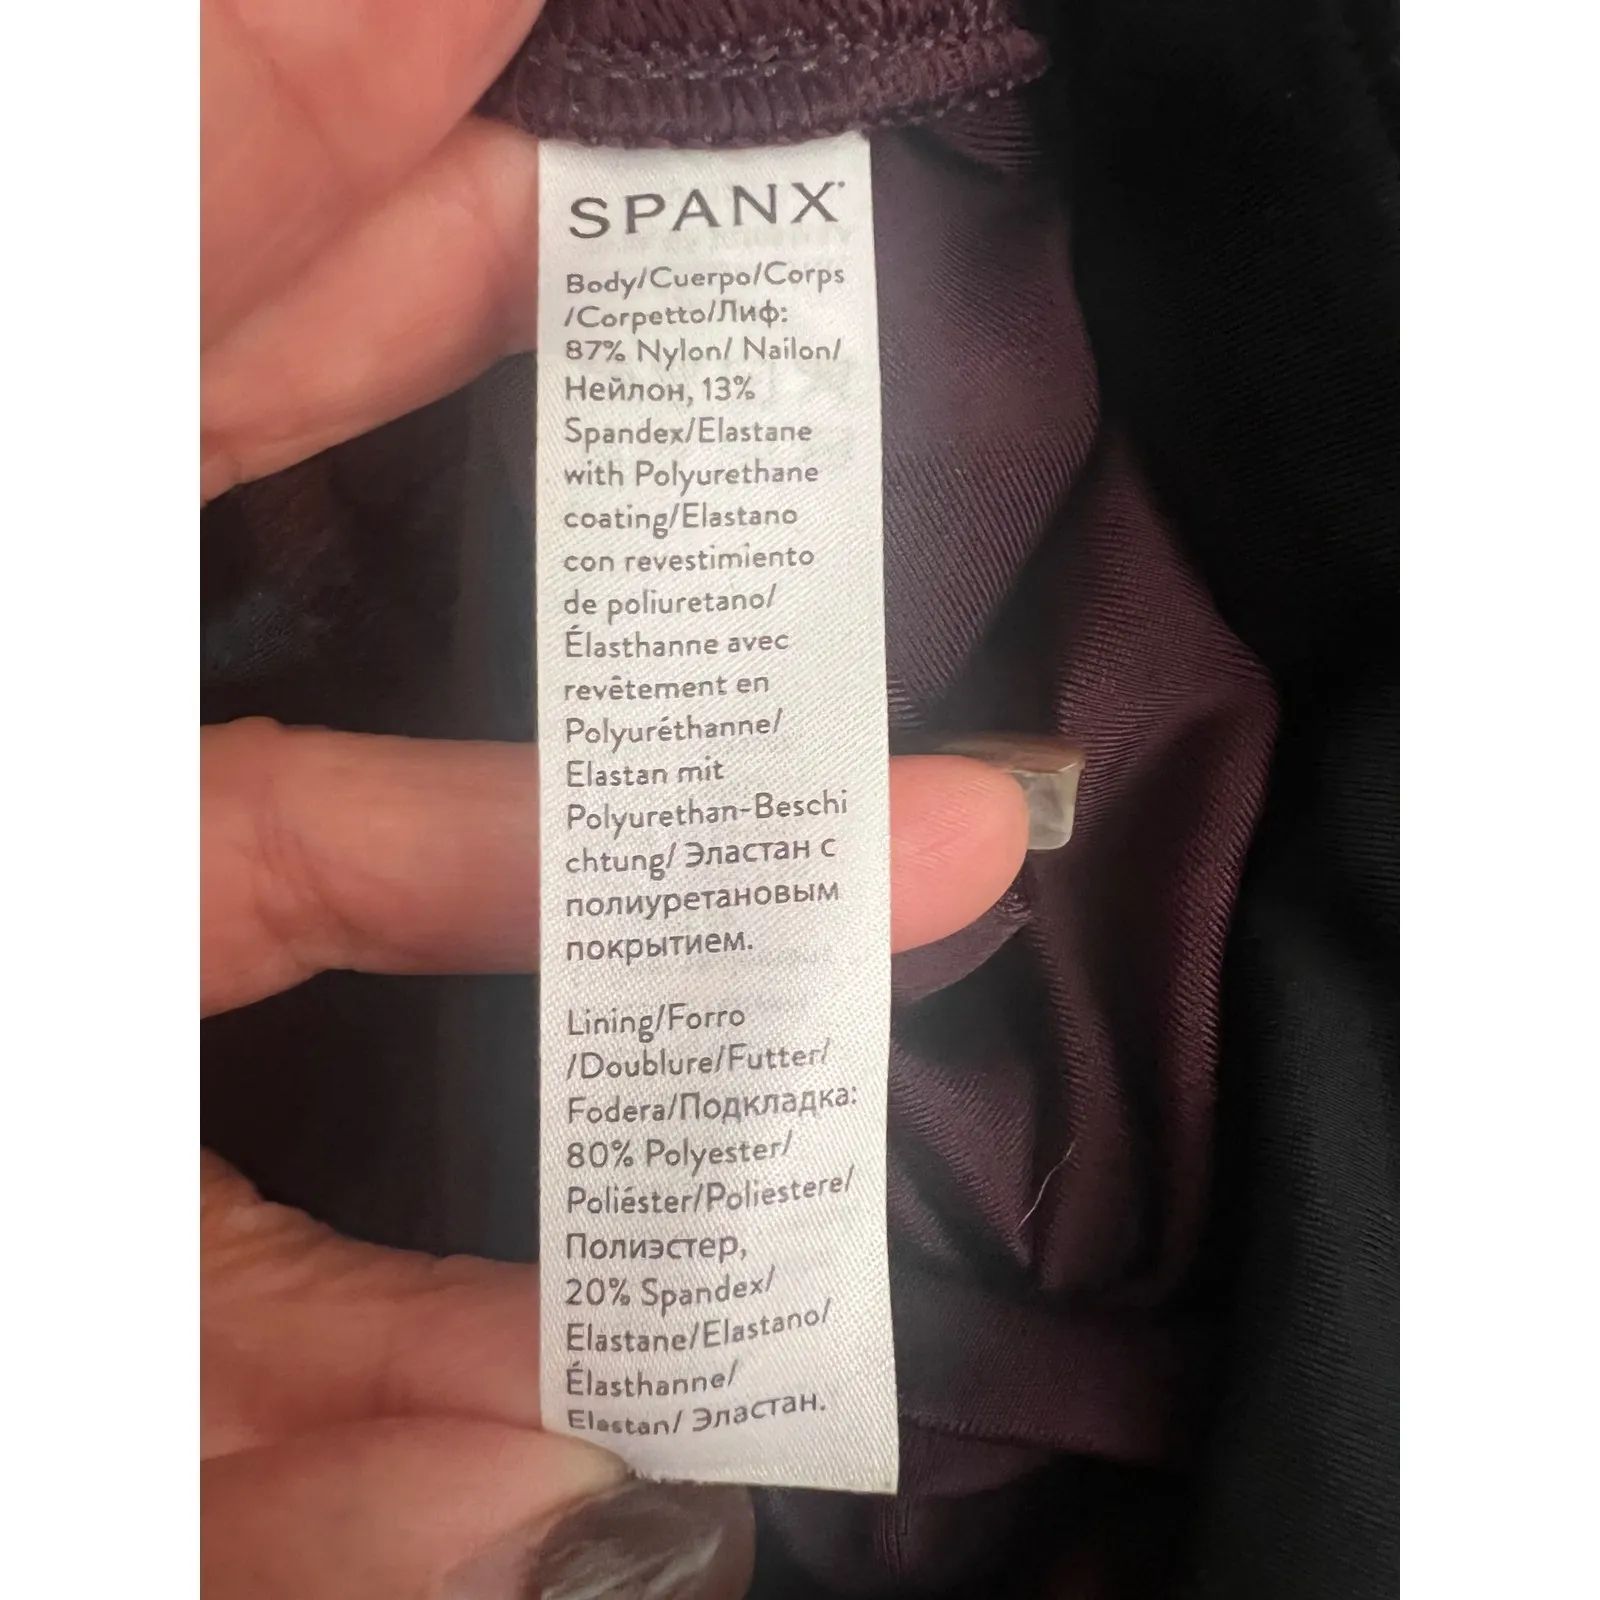 SPANX
Body/Cuerpo/Corps
/Corpetto/Лиф:
87% Nylon/ Nailon/
Нейлон, 13%
Spandex/Elastane
with Polyurethane
coating/Elastano
con revestimiento
de poliuretano/
Élasthanne avec
revêtement en
Polyuréthanne/
Elastan mit
Polyurethan-Beschi
chtung/ Эластан с
полиуретановым
покрытием.
Lining/Forro
/Doublure/Futter/
Fodera/Подкладка:
80% Polyester/
Poliéster/Poliestere/
Полиэстер,
20% Spandex/
Elastane/Elastano/
Élasthanne/
Elastan/ Эластан.